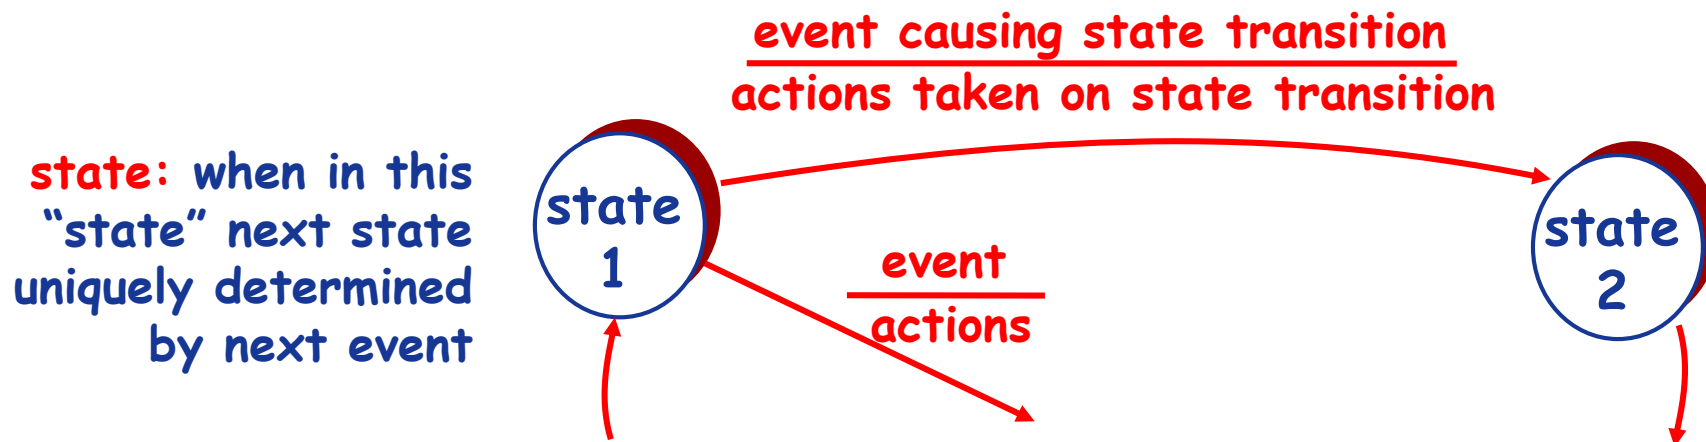 event causing state transition
actions taken on state transition
state: when in this
“state” next state
uniquely determined
by next event
state
1
event
actions
state
2